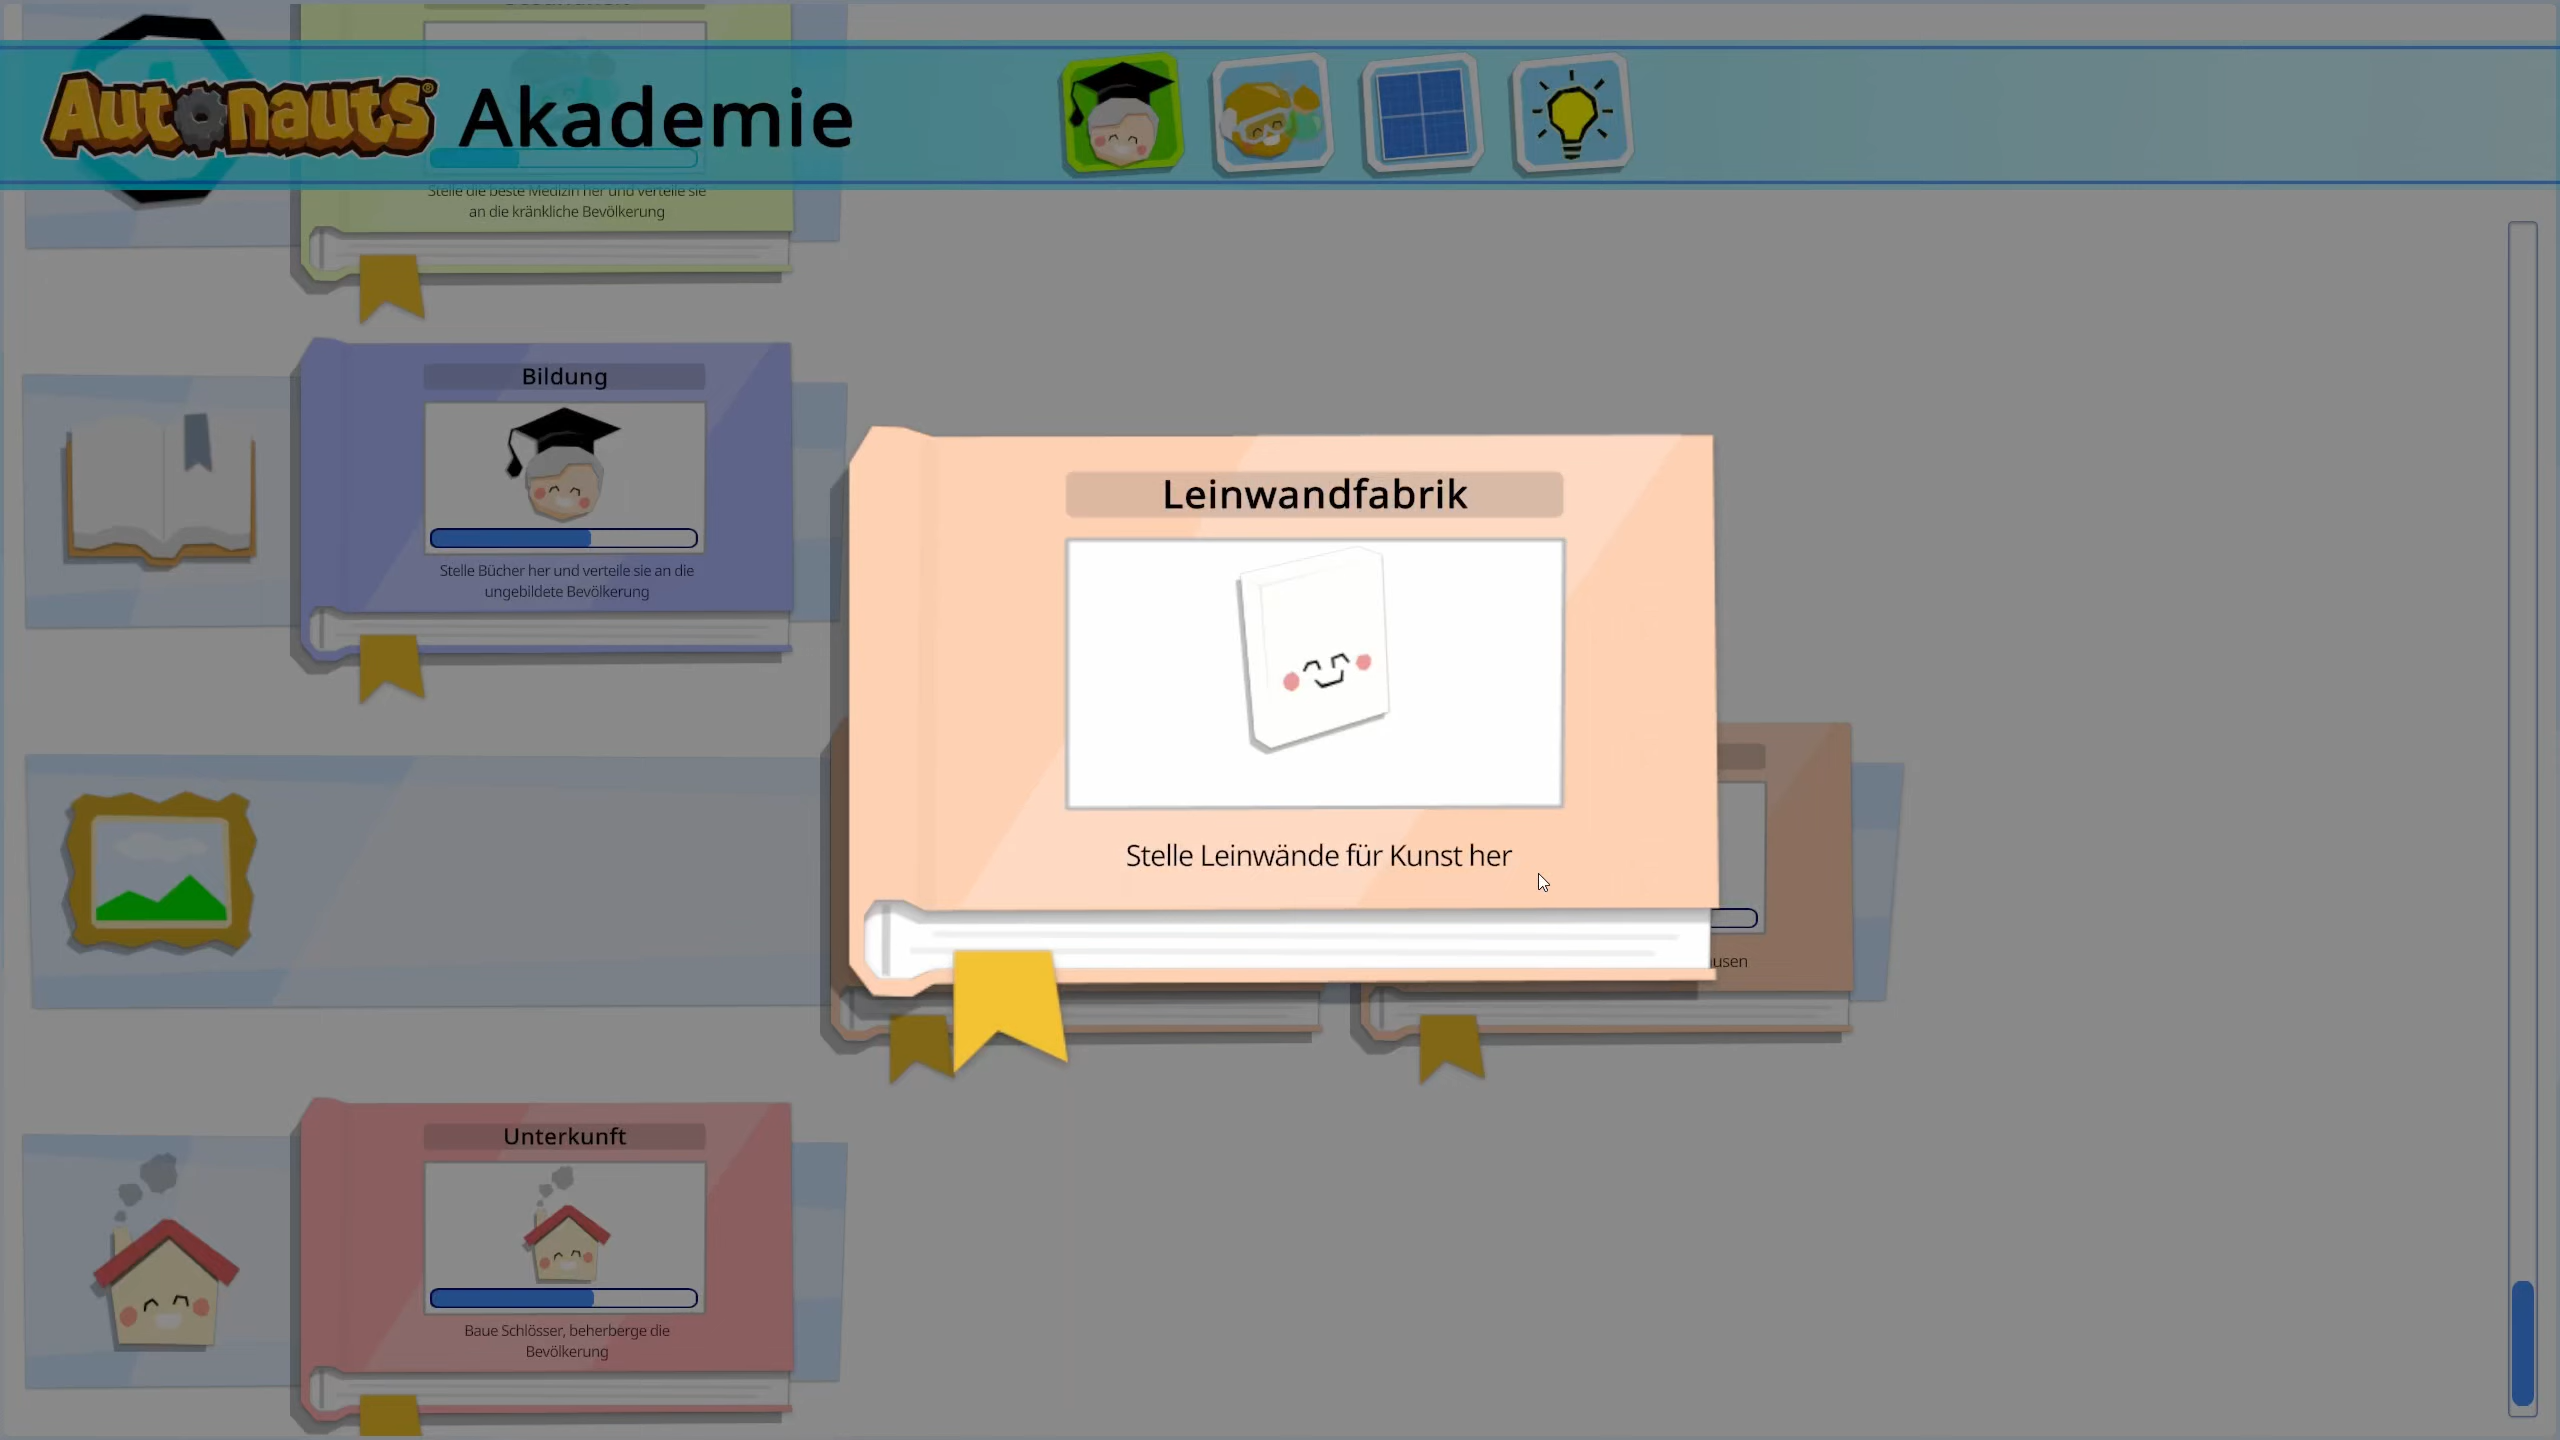 Autonauts®
Akademie
Stelle die beste Medizin her und verteile sie
an die kränkliche Bevölkerung
Bildung
Stelle Bücher her und verteile sie an die
ungebildete Bevölkerung
Leinwandfabrik
Stelle Leinwände für Kunst her
Unterkunft
Baue Schlösser, beherberge die
Bevölkerung